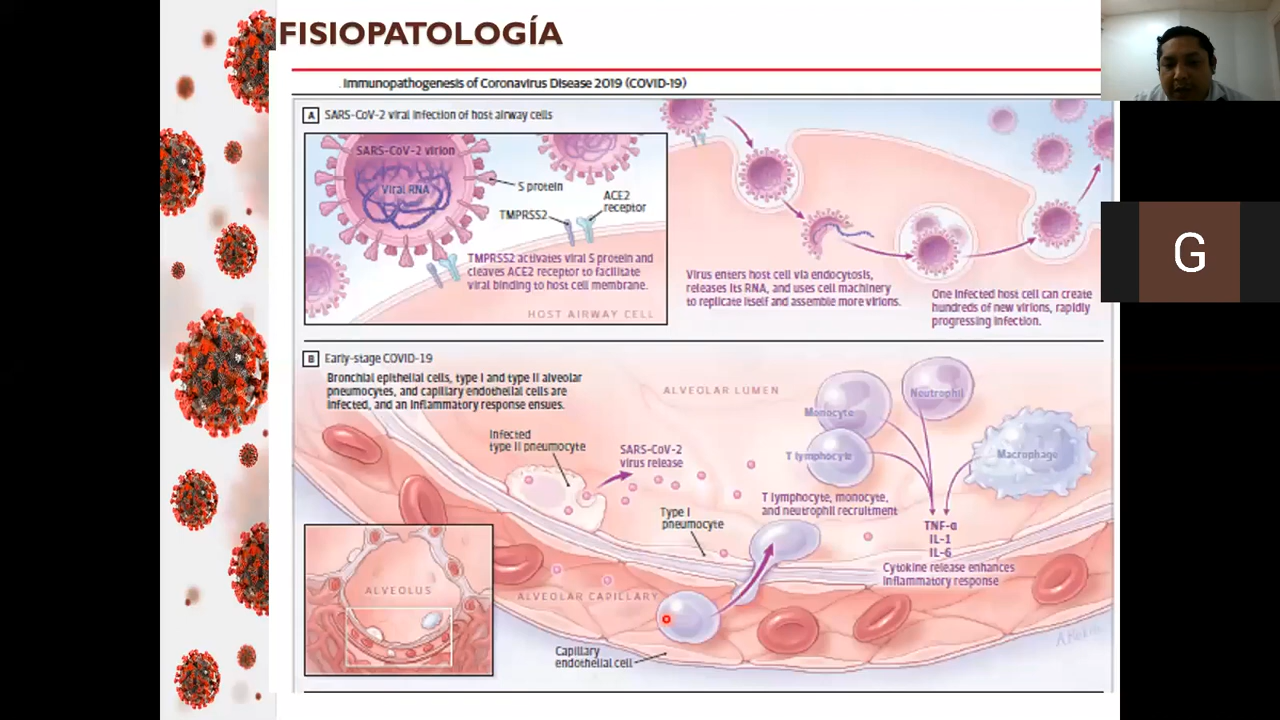 FISIOPATOLOGÍA
Immunopathogenesis of Coronavirus Disease 2019 (COVID-19)
A SARS-CoV-2 viral infection of host airway cells
SARS-CoV-2 virion
Viral RNA
S protein
TMPRSS2
ACE2
receptor
TMPRSS2 activates viral S protein and
cleaves ACE2 receptor to facilitate
viral binding to host cell membrane.
HOST AIRWAY CELL
Virus enters host cell via endocytosis,
releases its RNA, and uses cell machinery
to replicate itself and assemble more virions.
One infected host cell can create
hundreds of new virions, rapidly
progressing infection.
G
B Early-stage COVID-19
Bronchial epithelial cells, type I and type II alveolar
pneumocytes, and capillary endothelial cells are
infected, and an inflammatory response ensues.
ALVEOLAR LUMEN
Infected
type II pneumocyte
SARS-CoV-2
virus release
Monocyte
Neutrophil
T lymphocyte
Macrophage
T lymphocyte, monocyte,
and neutrophil recruitment
Type I
pneumocyte
TNF-α
IL-1
IL-6
Cytokine release enhances
inflammatory response
ALVEOLUS
ALVEOLAR CAPILLARY
Capillary
endothelial cell